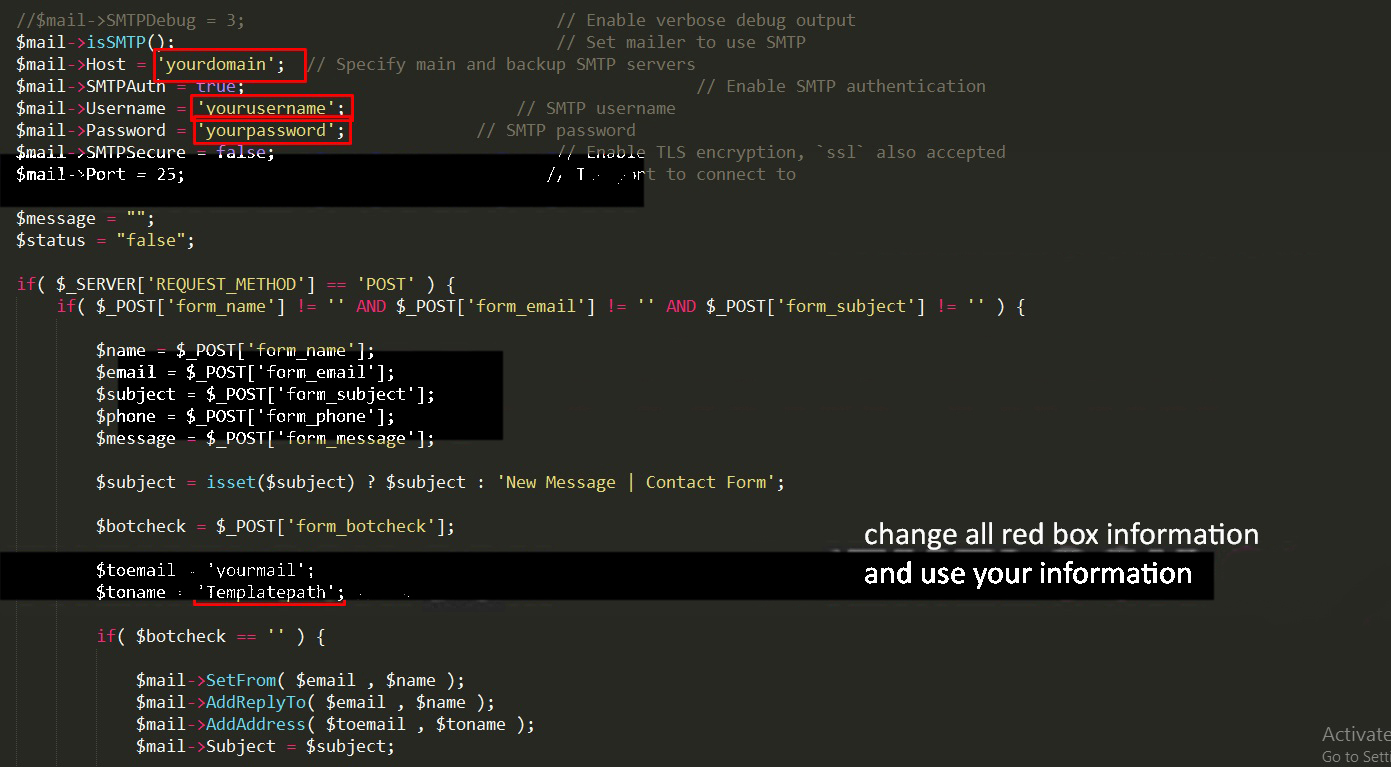 //$mail->SMTPDebug = 3; // Enable verbose debug output
$mail->isSMTP(); // Set mailer to use SMTP
$mail->Host = 'yourdomain'; // Specify main and backup SMTP servers
$mail->SMTPAuth = true; // Enable SMTP authentication
$mail->Username = 'yourusername'; // SMTP username
$mail->Password = 'yourpassword'; // SMTP password
$mail->SMTPSecure = false; // Enable TLS encryption, `ssl` also accepted
$mail->Port = 25; // to connect to
$message = "";
$status = "false";
if( $_SERVER['REQUEST_METHOD'] == 'POST' ) {
if( $_POST['form_name'] != '' AND $_POST['form_email'] != '' AND $_POST['form_subject'] != '' ) {
$name = $_POST['form_name'];
$email = $_POST['form_email'];
$subject = $_POST['form_subject'];
$phone = $_POST['form_phone'];
$message = $_POST['form_message'];
$subject = isset($subject) ? $subject : 'New Message | Contact Form';
$botcheck = $_POST['form_botcheck'];
change all red box information
and use your information
$toemail = 'yourmail';
$toname = 'Templatepath';
if( $botcheck == '' ) {
$mail->SetFrom( $email , $name );
$mail->AddReplyTo( $email , $name );
$mail->AddAddress( $toemail , $toname );
$mail->Subject = $subject;
Activate
Go to Sett